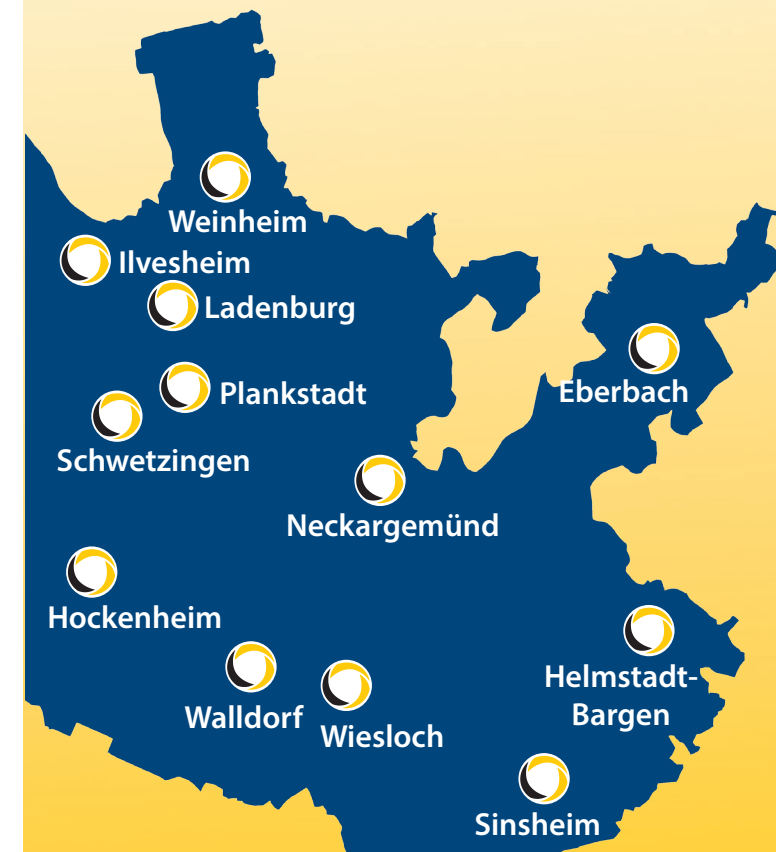 Weinheim
Ilvesheim
Ladenburg
Plankstadt
Eberbach
Schwetzingen
Neckargemünd
Hockenheim
Helmstadt-
Bargen
Walldorf
Wiesloch
Sinsheim